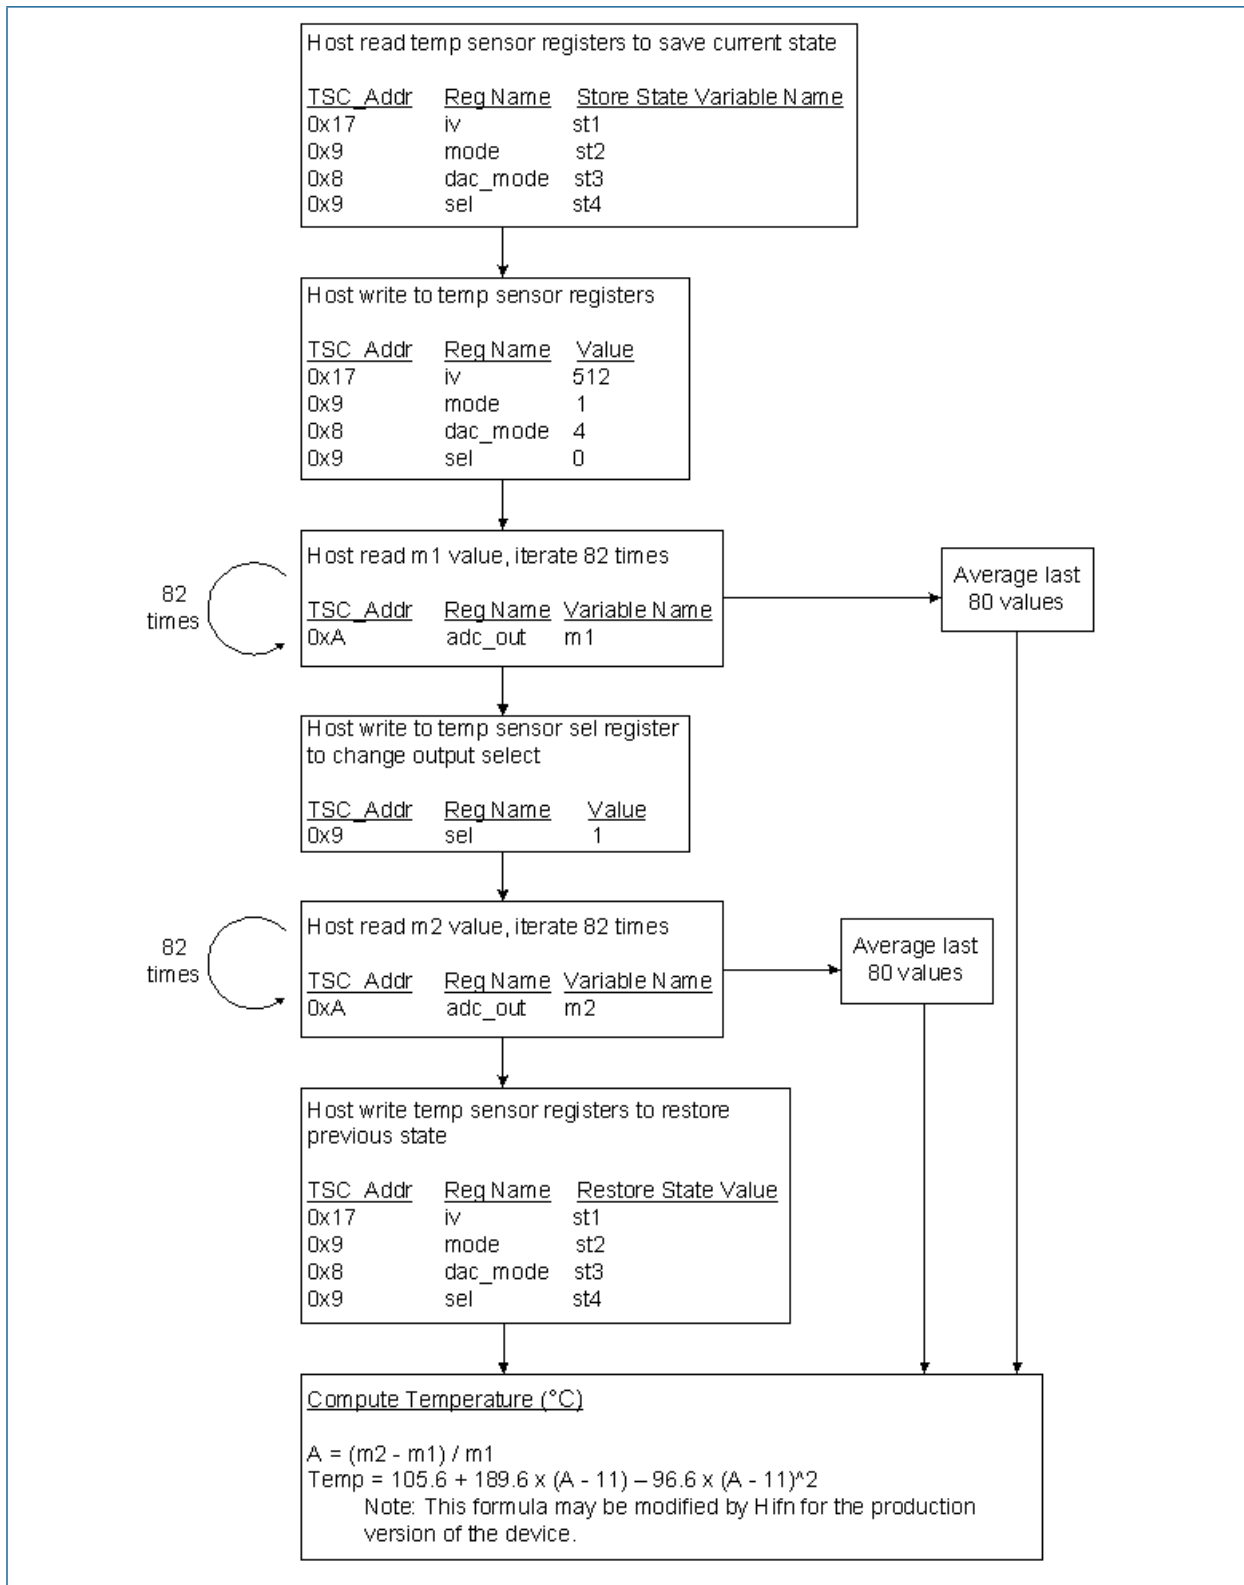 Host read temp sensor registers to save current state
TSC_Addr Reg Name Store State Variable Name
0x17 iv st1
0x9 mode st2
0x8 dac_mode st3
0x9 sel st4
Host write to temp sensor registers
TSC_Addr Reg Name Value
0x17 iv 512
0x9 mode 1
0x8 dac_mode 4
0x9 sel 0
82
times
Host read m1 value, iterate 82 times
TSC_Addr Reg Name Variable Name
0xA adc_out m1
Average last
80 values
Host write to temp sensor sel register
to change output select
TSC_Addr Reg Name Value
0x9 sel 1
82
times
Host read m2 value, iterate 82 times
TSC_Addr Reg Name Variable Name
0xA adc_out m2
Average last
80 values
Host write temp sensor registers to restore
previous state
TSC_Addr Reg Name Restore State Value
0x17 iv st1
0x9 mode st2
0x8 dac_mode st3
0x9 sel st4
Compute Temperature (°C)
A = (m2 - m1) / m1
Temp = 105.6 + 189.6 x (A - 11) – 96.6 x (A - 11)^2
Note: This formula may be modified by Hifn for the production
version of the device.